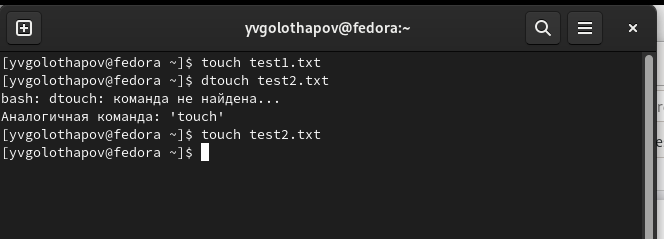 yvgolothapov@fedora:~
[yvgolothapov@fedora ~]$ touch test1.txt
[yvgolothapov@fedora ~]$ dtouch test2.txt
bash: dtouch: команда не найдена...
Аналогичная команда: 'touch'
[yvgolothapov@fedora ~]$ touch test2.txt
[yvgolothapov@fedora ~]$